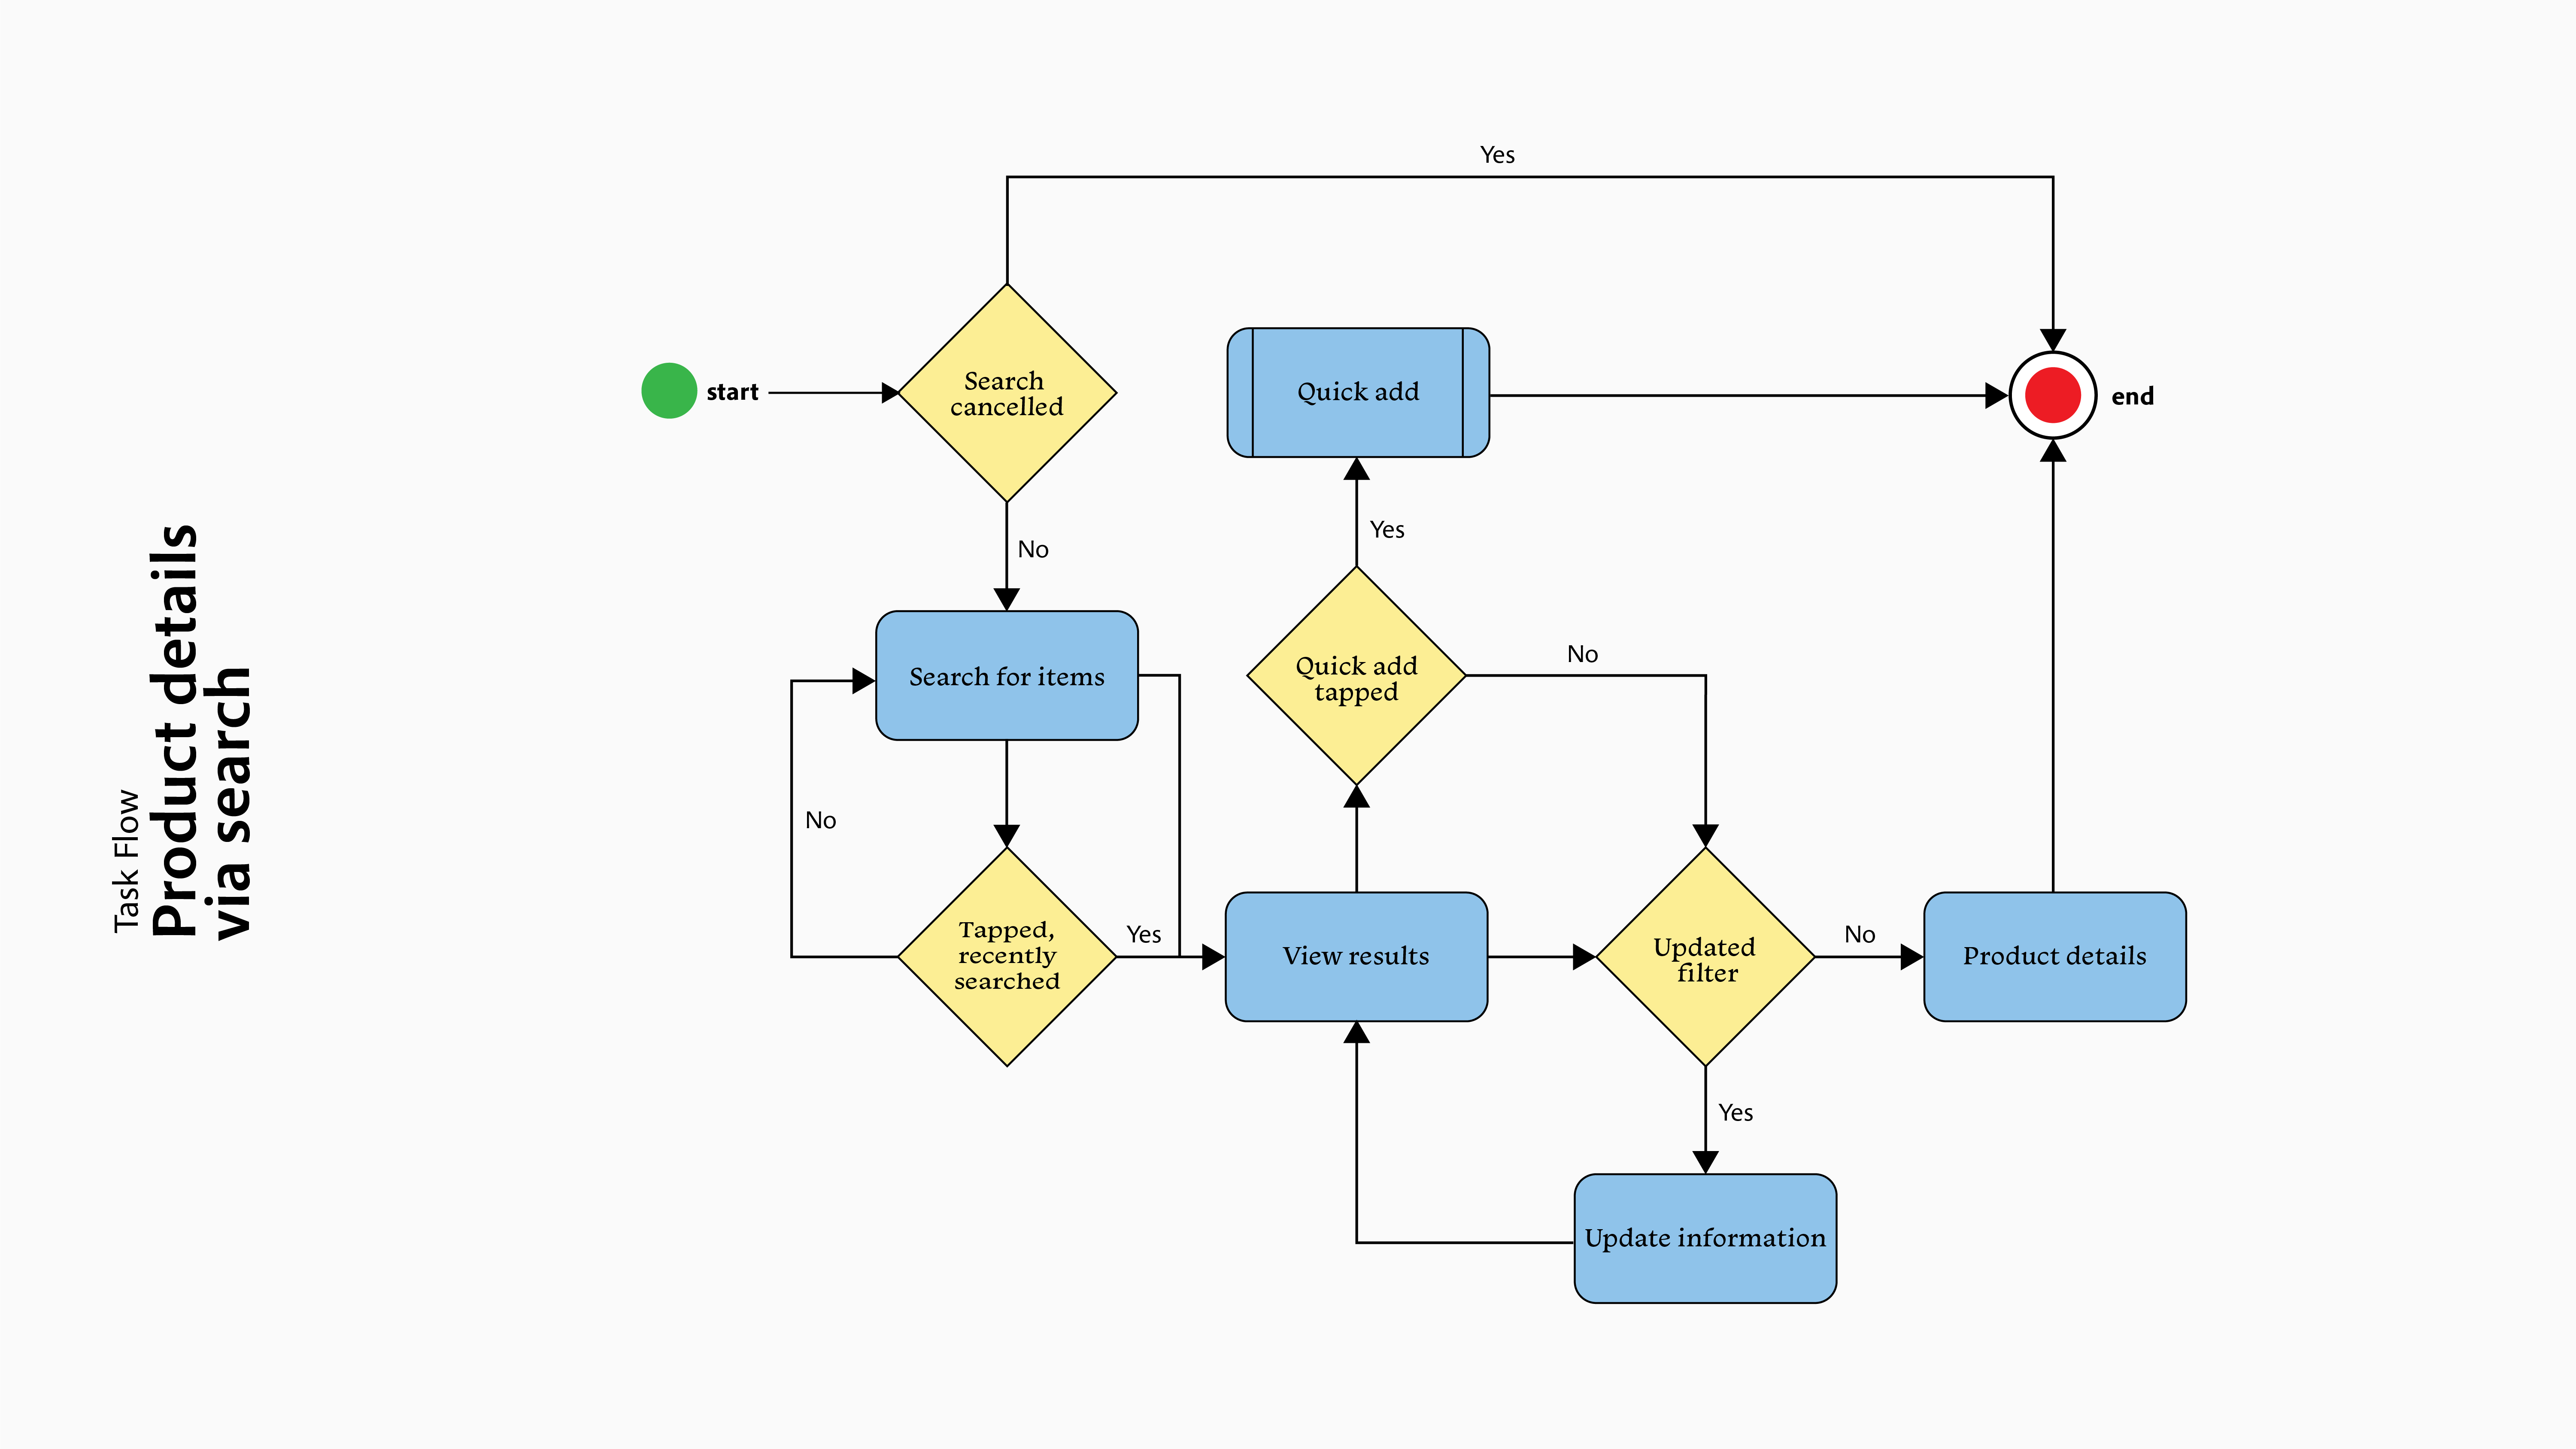 Task Flow
Product details
via search
Yes
start
Search
cancelled
Quick add
end
No
Yes
Search for items
Quick add
tapped
No
No
Tapped,
recently
searched
Yes
View results
Updated
filter
No
Product details
Yes
Update information